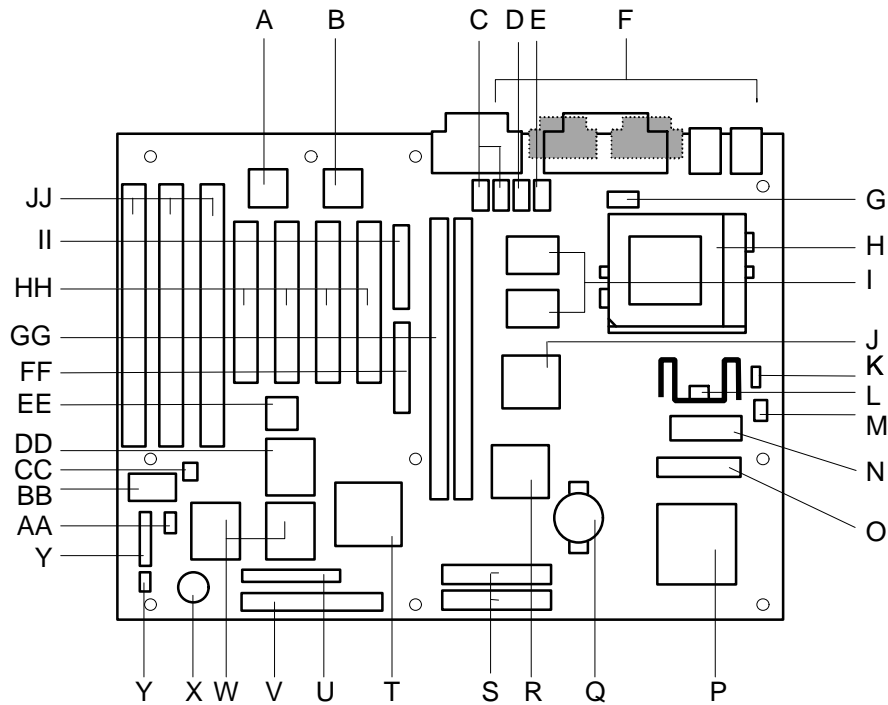 A B C D E F
JJ
II
HH
GG
FF
EE
DD
CC
BB
AA
Y
G
H
I
J
K
L
M
N
O
Y X W V U T S R Q P